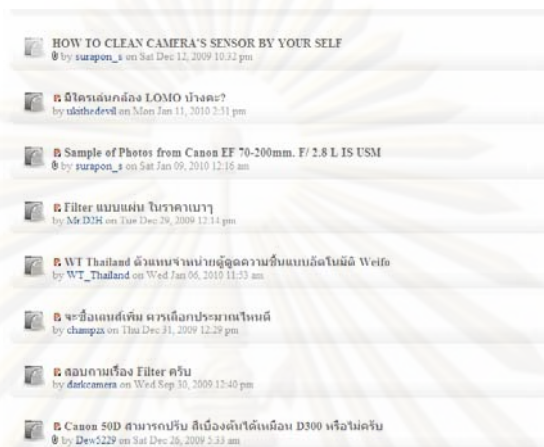 HOW TO CLEAN CAMERA'S SENSOR BY YOUR SELF
by surapon_s on Sat Dec 12, 2009 10:32 pm
มีใครเล่นกล้อง LOMO บ้างคะ?
by ukithedevil on Mon Jan 11, 2010 2:51 pm
Sample of Photos from Canon EF 70-200mm. F/ 2.8 L IS USM
by surapon_s on Sat Jan 09, 2010 12:16 am
Filter แบบแผ่น ในราคาเบาๆ
by Mr.D2H on Tue Dec 29, 2009 12:14 pm
WT Thailand ตัวแทนจำหน่ายตู้ดูดความชื้นแบบอัตโนมัติ Weifo
by WT_Thailand on Wed Jan 06, 2010 11:53 am
จะซื้อเลนส์เพิ่ม ควรเลือกประมาณไหนดี
by champzx on Thu Dec 31, 2009 12:29 pm
สอบถามเรื่อง Filter ครับ
by darkcamera on Wed Sep 30, 2009 12:40 pm
Canon 50D สามารถปรับ สีเบื่องต้นได้เหมือน D300 หรือไม่ครับ
by Dew5229 on Sat Dec 26, 2009 5:33 am